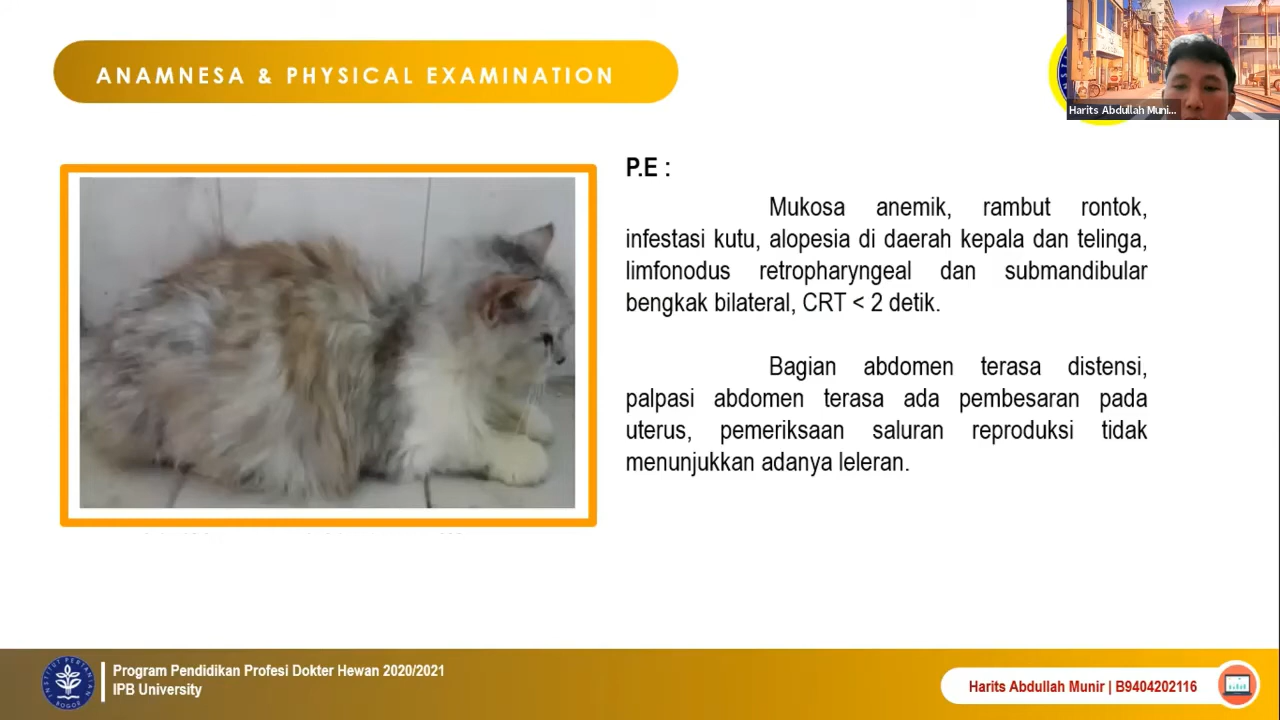 ANAMNESA & PHYSICAL EXAMINATION
Harits Abdullah Muni...
P.E :
Mukosa anemik, rambut rontok,
infestasi kutu, alopesia di daerah kepala dan telinga,
limfonodus retropharyngeal dan submandibular
bengkak bilateral, CRT < 2 detik.
Bagian abdomen terasa distensi,
palpasi abdomen terasa ada pembesaran pada
uterus, pemeriksaan saluran reproduksi tidak
menunjukkan adanya leleran.
INSTITUT PERTANIAN
BOGOR
Program Pendidikan Profesi Dokter Hewan 2020/2021
IPB University
Harits Abdullah Munir | B9404202116